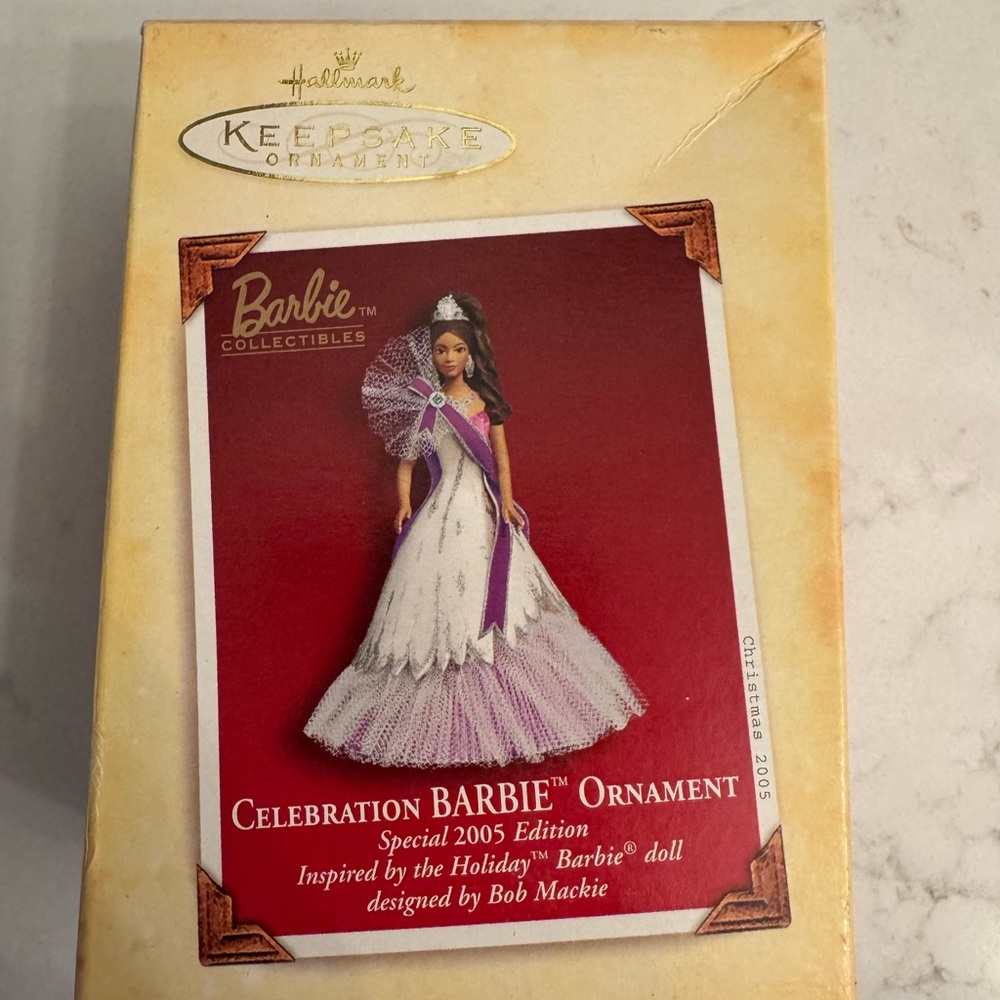 Hallmark
KEEPSAKE
ORNAMENT
Barbie™
COLLECTIBLES
CELEBRATION BARBIE™ ORNAMENT
Special 2005 Edition
Inspired by the Holiday™ Barbie® doll
designed by Bob Mackie
Christmas 2005